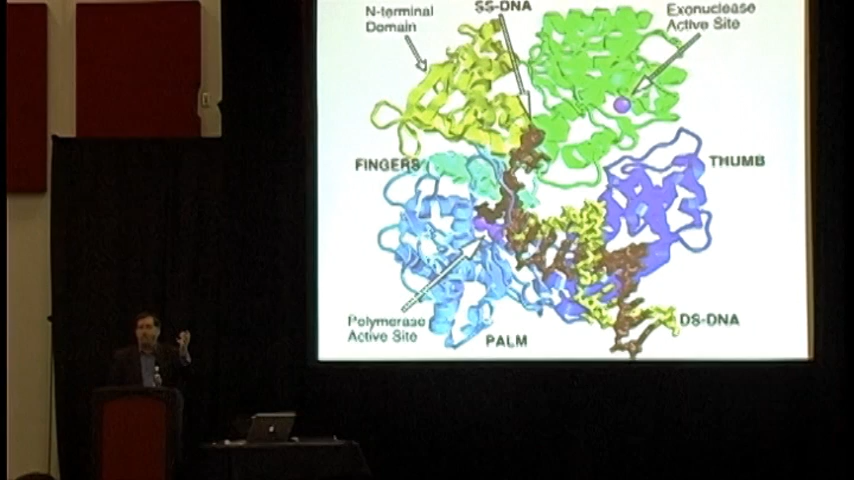 N-terminal
Domain
SS-DNA
Exonuclease
Active Site
FINGERS
THUMB
Polymerase
Active Site
PALM
DS-DNA